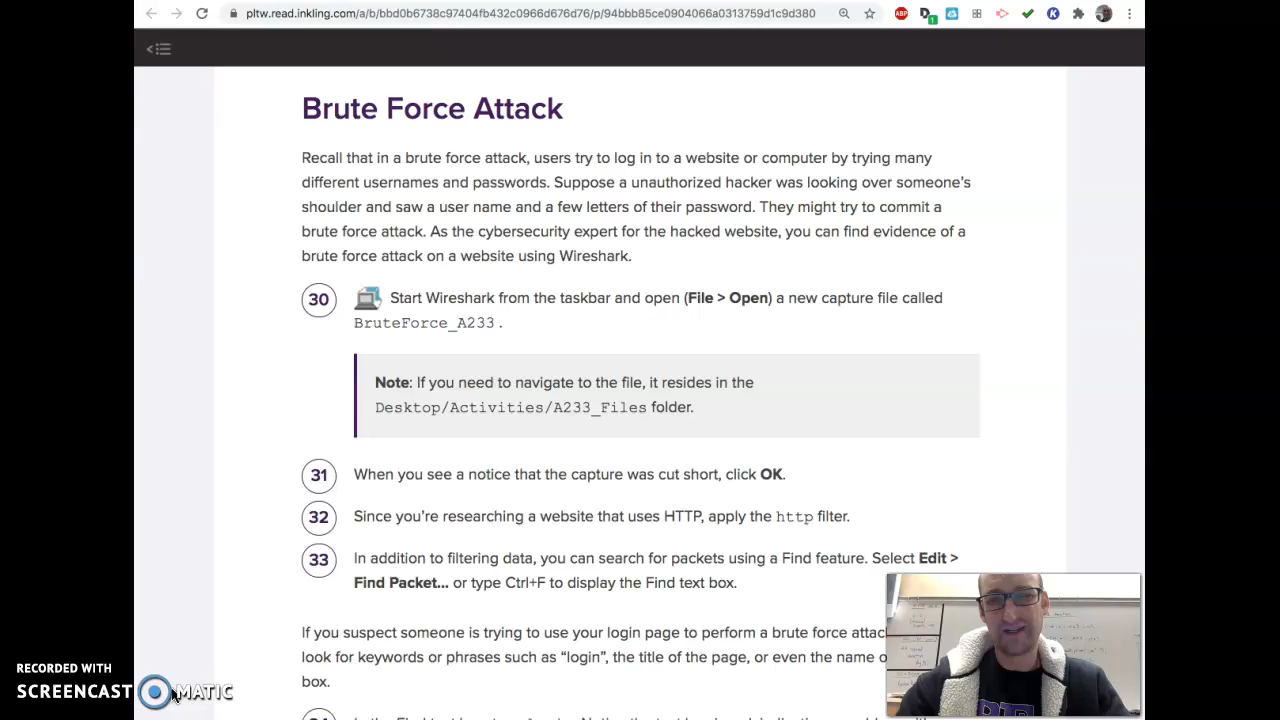 pltw.read.inkling.com/a/b/bbd0b6738c97404fb432c0966d676d76/p/94bbb85ce0904066a0313759d1c9d380
ABP
1
K
Brute Force Attack
Recall that in a brute force attack, users try to log in to a website or computer by trying many
different usernames and passwords. Suppose a unauthorized hacker was looking over someone's
shoulder and saw a user name and a few letters of their password. They might try to commit a
brute force attack. As the cybersecurity expert for the hacked website, you can find evidence of a
brute force attack on a website using Wireshark.
30 Start Wireshark from the taskbar and open (File > Open) a new capture file called
BruteForce_A233.
Note: If you need to navigate to the file, it resides in the
Desktop/Activities/A233_Files folder.
31 When you see a notice that the capture was cut short, click OK.
32 Since you're researching a website that uses HTTP, apply the http filter.
33 In addition to filtering data, you can search for packets using a Find feature. Select Edit >
Find Packet... or type Ctrl+F to display the Find text box.
If you suspect someone is trying to use your login page to perform a brute force attac
look for keywords or phrases such as "login", the title of the page, or even the name o
box.
RECORDED WITH
SCREENCAST MATIC